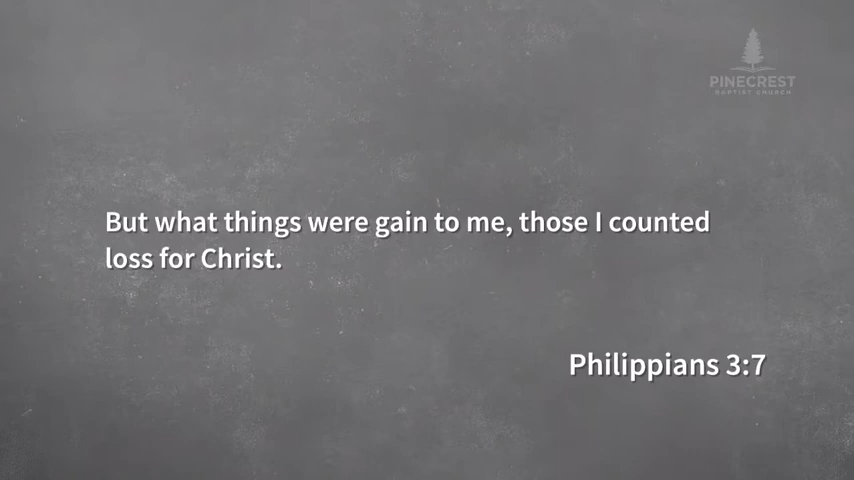 PINECREST
BAPTIST CHURCH
But what things were gain to me, those I counted
loss for Christ.
Philippians 3:7